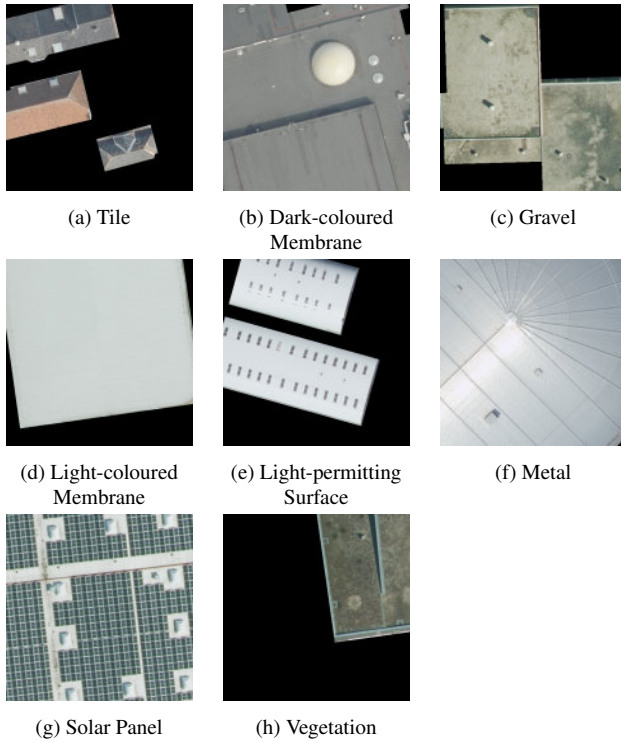 (a) Tile
(b) Dark-coloured
Membrane
(c) Gravel
(d) Light-coloured
Membrane
(e) Light-permitting
Surface
(f) Metal
(g) Solar Panel
(h) Vegetation